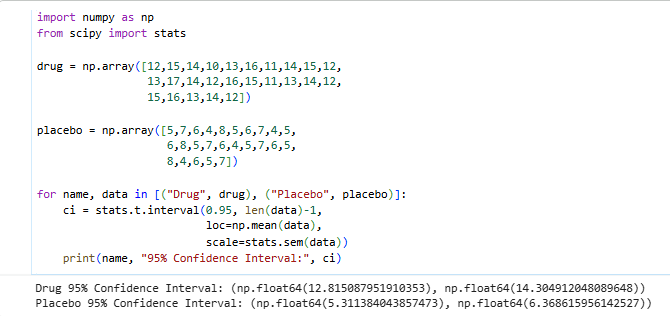 import numpy as np
from scipy import stats
drug = np.array([12,15,14,10,13,16,11,14,15,12,
13,17,14,12,16,15,11,13,14,12,
15,16,13,14,12])
placebo = np.array([5,7,6,4,8,5,6,7,4,5,
6,8,5,7,6,4,5,7,6,5,
8,4,6,5,7])
for name, data in [("Drug", drug), ("Placebo", placebo)]:
ci = stats.t.interval(0.95, len(data)-1,
loc=np.mean(data),
scale=stats.sem(data))
print(name, "95% Confidence Interval:", ci)
Drug 95% Confidence Interval: (np.float64(12.815087951910353), np.float64(14.304912048089648))
Placebo 95% Confidence Interval: (np.float64(5.311384043857473), np.float64(6.368615956142527))